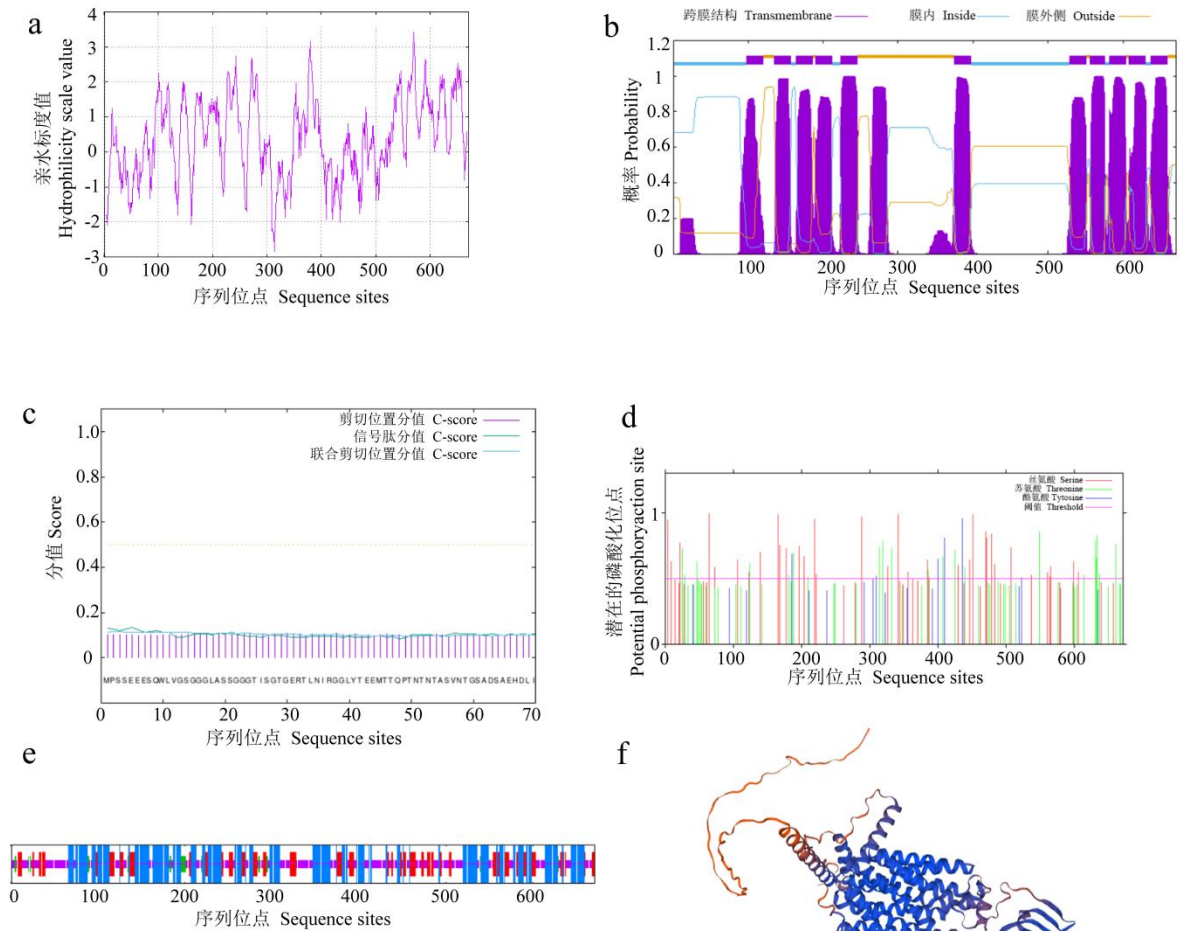 a
4
3
2
1
0
-1
-2
-3
亲水标度值
Hydrophilicity scale value
0 100 200 300 400 500 600
序列位点 Sequence sites
b
跨膜结构 Transmembrane 膜内 Inside 膜外侧 Outside
1.2
1
0.8
0.6
0.4
0.2
0
概率 Probability
100 200 300 400 500 600
序列位点 Sequence sites
c
剪切位置分值 C-score
信号肽分值 C-score
联合剪切位置分值 C-score
1.0
0.8
0.6
0.4
0.2
0
分值 Score
MPSSEEESQWLVGSGGGLASSGGGTISGTGERTLNIRGGLYTEEMTTQPTNTNTASVNTGSADSAEHDLI
0 10 20 30 40 50 60 70
序列位点 Sequence sites
d
丝氨酸 Serine
苏氨酸 Threonine
酪氨酸 Tytosine
阈值 Threshold
1
0
潜在的磷酸化位点
Potential phosphoryaction site
0 100 200 300 400 500 600
序列位点 Sequence sites
e
0 100 200 300 400 500 600
序列位点 Sequence sites
f